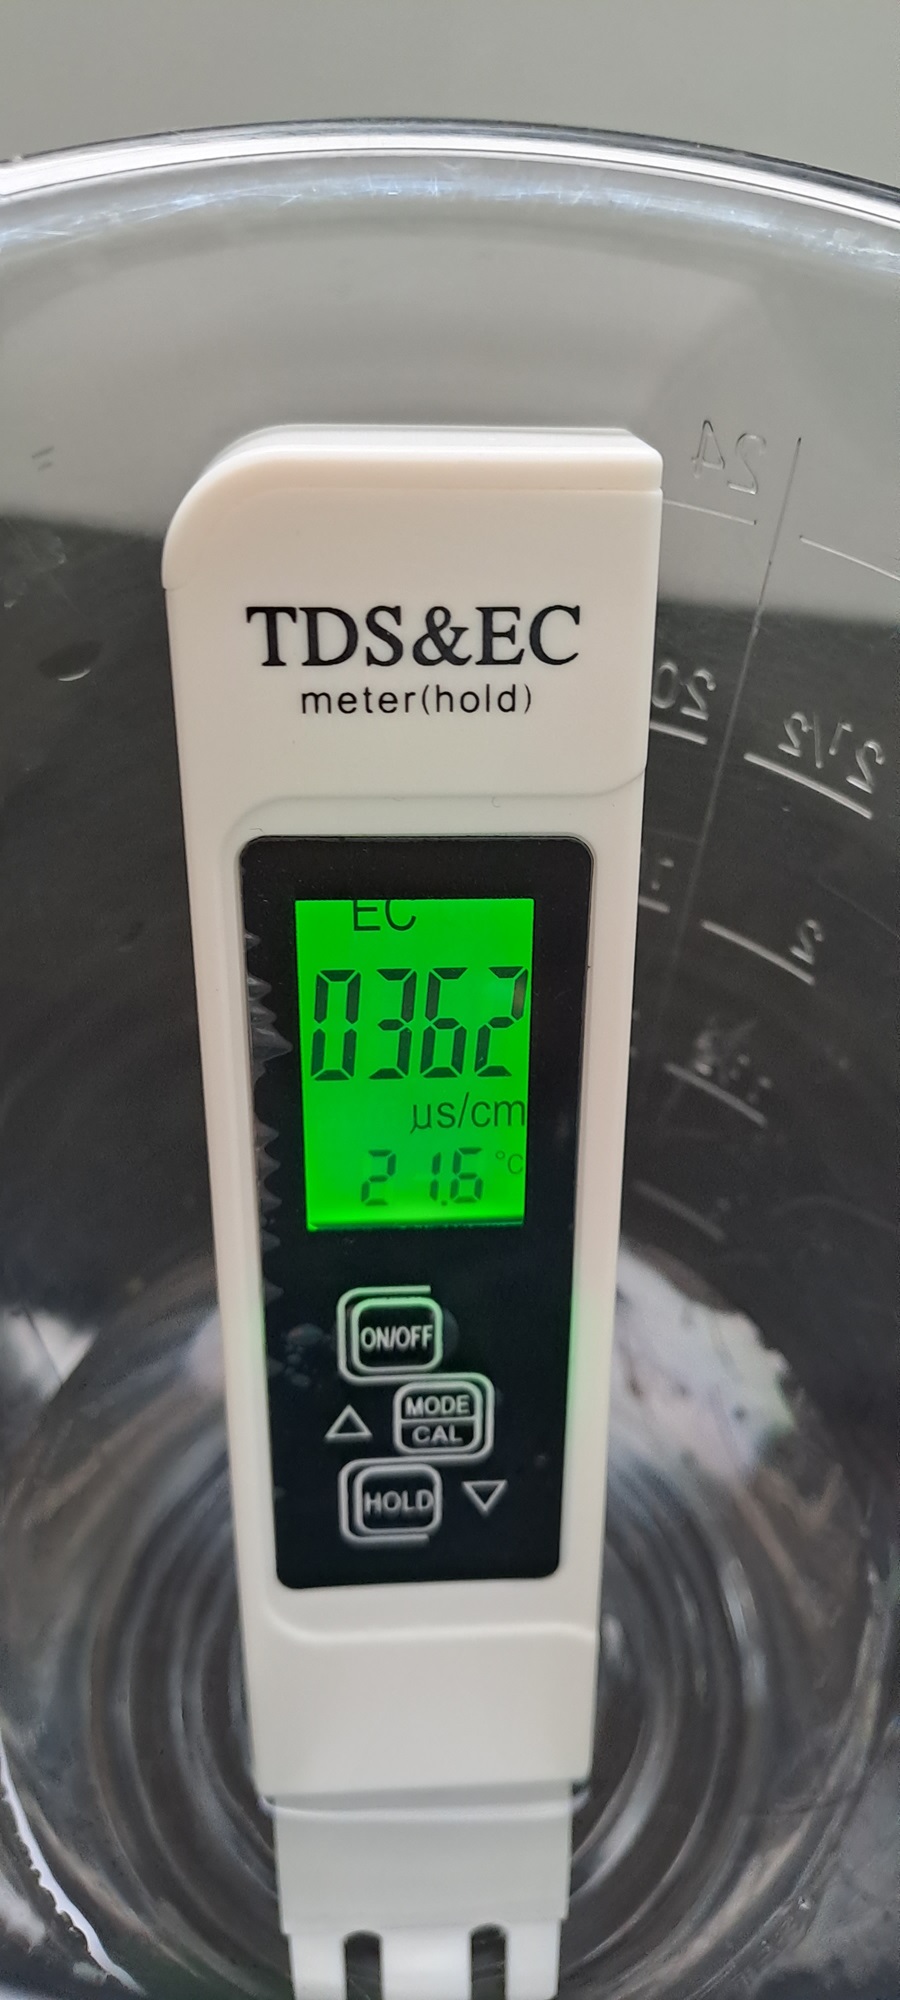 TDS&EC
meter(hold)
EC
0362
µs/cm
21.6 °C
ON/OFF
MODE
CAL
HOLD
24
20
2 1/2
2